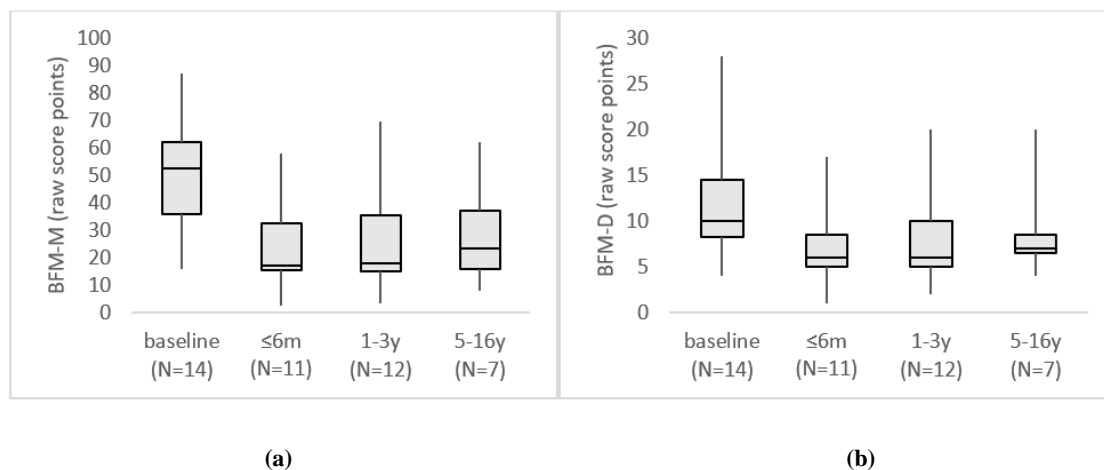 BFM-M (raw score points)
100
90
80
70
60
50
40
30
20
10
0
baseline ≤6m 1-3y 5-16y
(N=14) (N=11) (N=12) (N=7)
BFM-D (raw score points)
30
25
20
15
10
5
0
baseline ≤6m 1-3y 5-16y
(N=14) (N=11) (N=12) (N=7)
(a) (b)